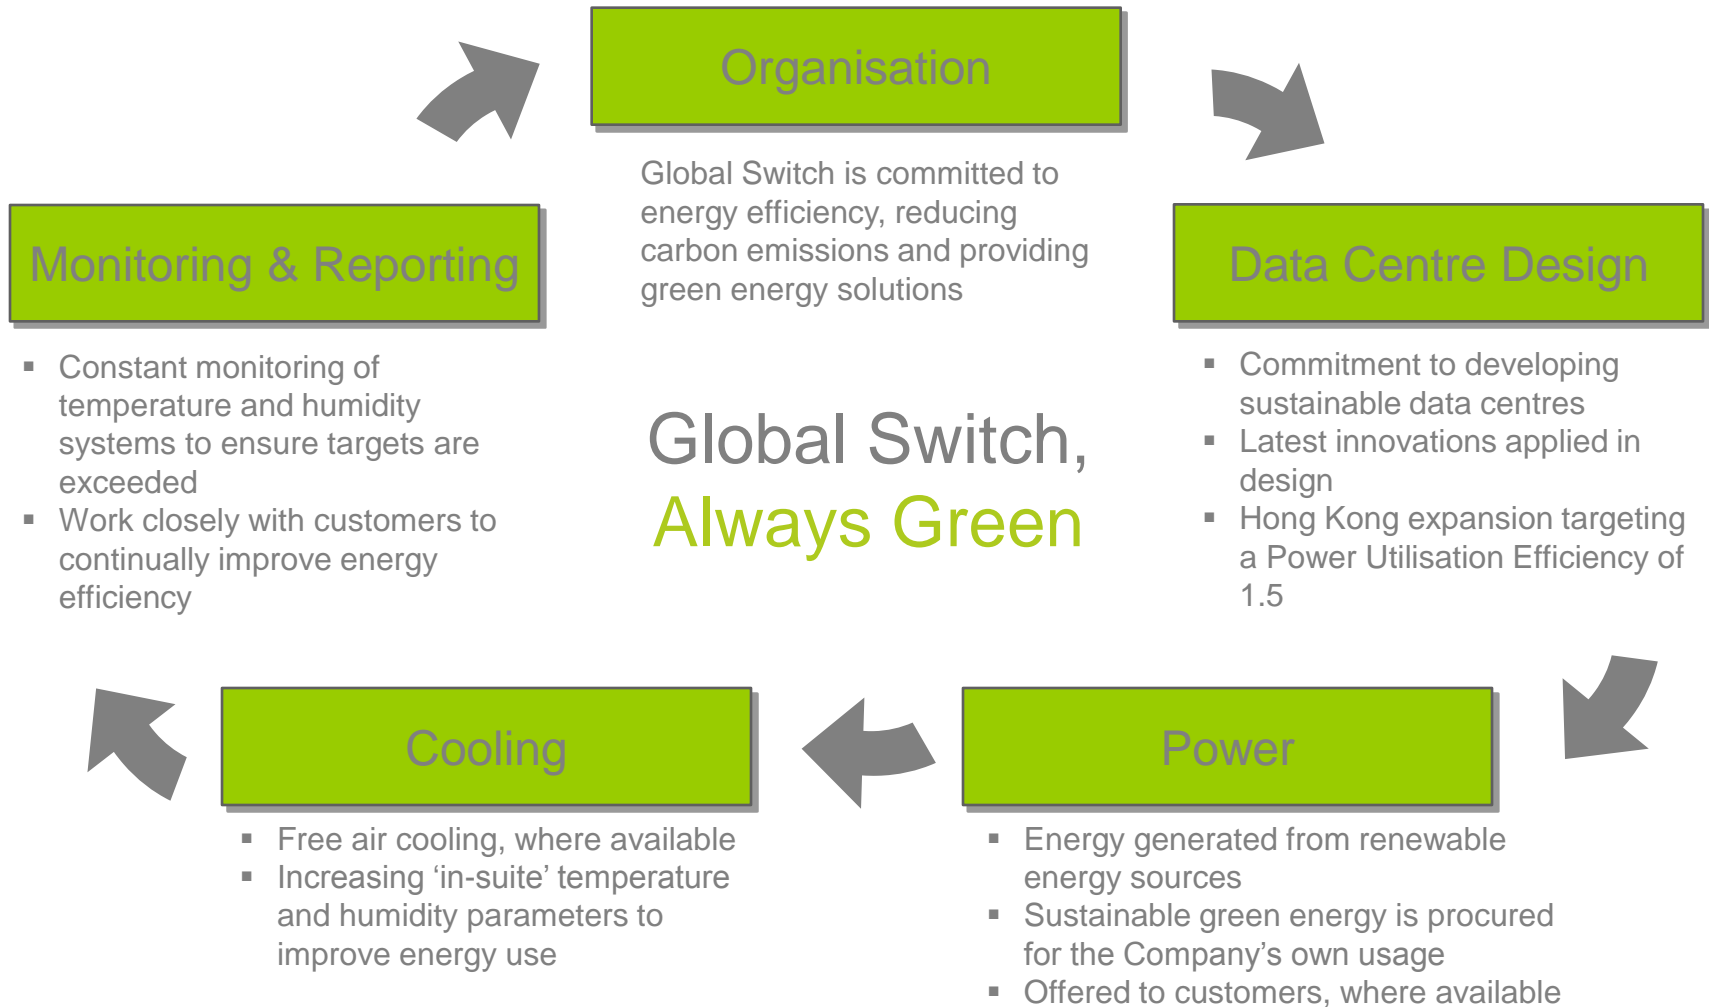 Organisation
Global Switch is committed to
energy efficiency, reducing
carbon emissions and providing
green energy solutions
Monitoring & Reporting
▪ Constant monitoring of
temperature and humidity
systems to ensure targets are
exceeded
▪ Work closely with customers to
continually improve energy
efficiency
Global Switch,
Always Green
Data Centre Design
▪ Commitment to developing
sustainable data centres
▪ Latest innovations applied in
design
▪ Hong Kong expansion targeting
a Power Utilisation Efficiency of
1.5
Cooling
▪ Free air cooling, where available
▪ Increasing ‘in-suite’ temperature
and humidity parameters to
improve energy use
Power
▪ Energy generated from renewable
energy sources
▪ Sustainable green energy is procured
for the Company’s own usage
▪ Offered to customers, where available